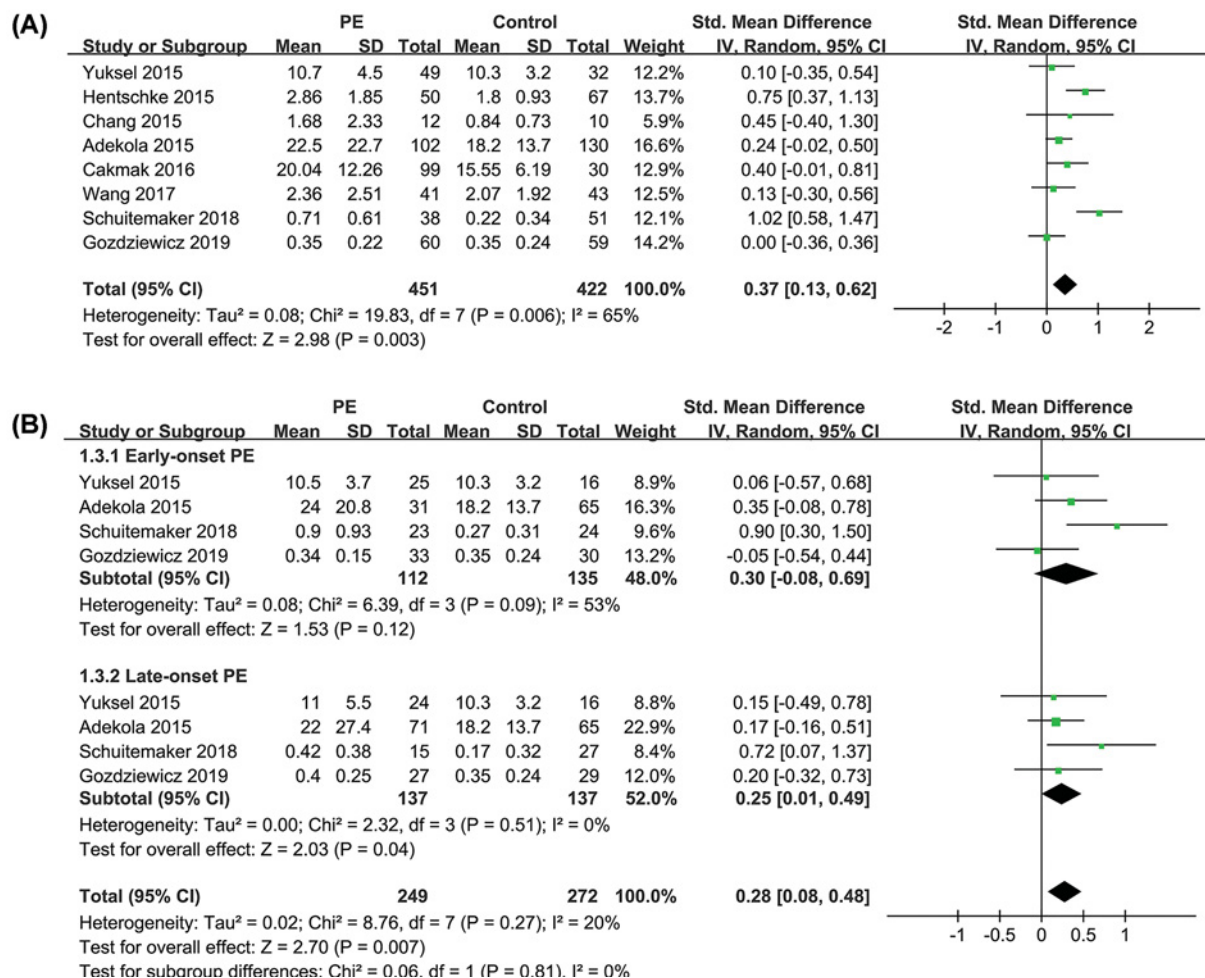 (A)
PE Control Std. Mean Difference Std. Mean Difference
Study or Subgroup Mean SD Total Mean SD Total Weight IV, Random, 95% CI IV, Random, 95% CI
Yuksel 2015 10.7 4.5 49 10.3 3.2 32 12.2% 0.10 [-0.35, 0.54]
Hentschke 2015 2.86 1.85 50 1.8 0.93 67 13.7% 0.75 [0.37, 1.13]
Chang 2015 1.68 2.33 12 0.84 0.73 10 5.9% 0.45 [-0.40, 1.30]
Adekola 2015 22.5 22.7 102 18.2 13.7 130 16.6% 0.24 [-0.02, 0.50]
Cakmak 2016 20.04 12.26 99 15.55 6.19 30 12.9% 0.40 [-0.01, 0.81]
Wang 2017 2.36 2.51 41 2.07 1.92 43 12.5% 0.13 [-0.30, 0.56]
Schuitemaker 2018 0.71 0.61 38 0.22 0.34 51 12.1% 1.02 [0.58, 1.47]
Gozdziewicz 2019 0.35 0.22 60 0.35 0.24 59 14.2% 0.00 [-0.36, 0.36]
Total (95% CI) 451 422 100.0% 0.37 [0.13, 0.62]
Heterogeneity: Tau² = 0.08; Chi² = 19.83, df = 7 (P = 0.006); I² = 65%
Test for overall effect: Z = 2.98 (P = 0.003)
-2 -1 0 1 2
(B)
PE Control Std. Mean Difference Std. Mean Difference
Study or Subgroup Mean SD Total Mean SD Total Weight IV, Random, 95% CI IV, Random, 95% CI
1.3.1 Early-onset PE
Yuksel 2015 10.5 3.7 25 10.3 3.2 16 8.9% 0.06 [-0.57, 0.68]
Adekola 2015 24 20.8 31 18.2 13.7 65 16.3% 0.35 [-0.08, 0.78]
Schuitemaker 2018 0.9 0.93 23 0.27 0.31 24 9.6% 0.90 [0.30, 1.50]
Gozdziewicz 2019 0.34 0.15 33 0.35 0.24 30 13.2% -0.05 [-0.54, 0.44]
Subtotal (95% CI) 112 135 48.0% 0.30 [-0.08, 0.69]
Heterogeneity: Tau² = 0.08; Chi² = 6.39, df = 3 (P = 0.09); I² = 53%
Test for overall effect: Z = 1.53 (P = 0.12)
1.3.2 Late-onset PE
Yuksel 2015 11 5.5 24 10.3 3.2 16 8.8% 0.15 [-0.49, 0.78]
Adekola 2015 22 27.4 71 18.2 13.7 65 22.9% 0.17 [-0.16, 0.51]
Schuitemaker 2018 0.42 0.38 15 0.17 0.32 27 8.4% 0.72 [0.07, 1.37]
Gozdziewicz 2019 0.4 0.25 27 0.35 0.24 29 12.0% 0.20 [-0.32, 0.73]
Subtotal (95% CI) 137 137 52.0% 0.25 [0.01, 0.49]
Heterogeneity: Tau² = 0.00; Chi² = 2.32, df = 3 (P = 0.51); I² = 0%
Test for overall effect: Z = 2.03 (P = 0.04)
Total (95% CI) 249 272 100.0% 0.28 [0.08, 0.48]
Heterogeneity: Tau² = 0.02; Chi² = 8.76, df = 7 (P = 0.27); I² = 20%
Test for overall effect: Z = 2.70 (P = 0.007)
Test for subgroup differences: Chi² = 0.06, df = 1 (P = 0.81), I² = 0%
-1 -0.5 0 0.5 1